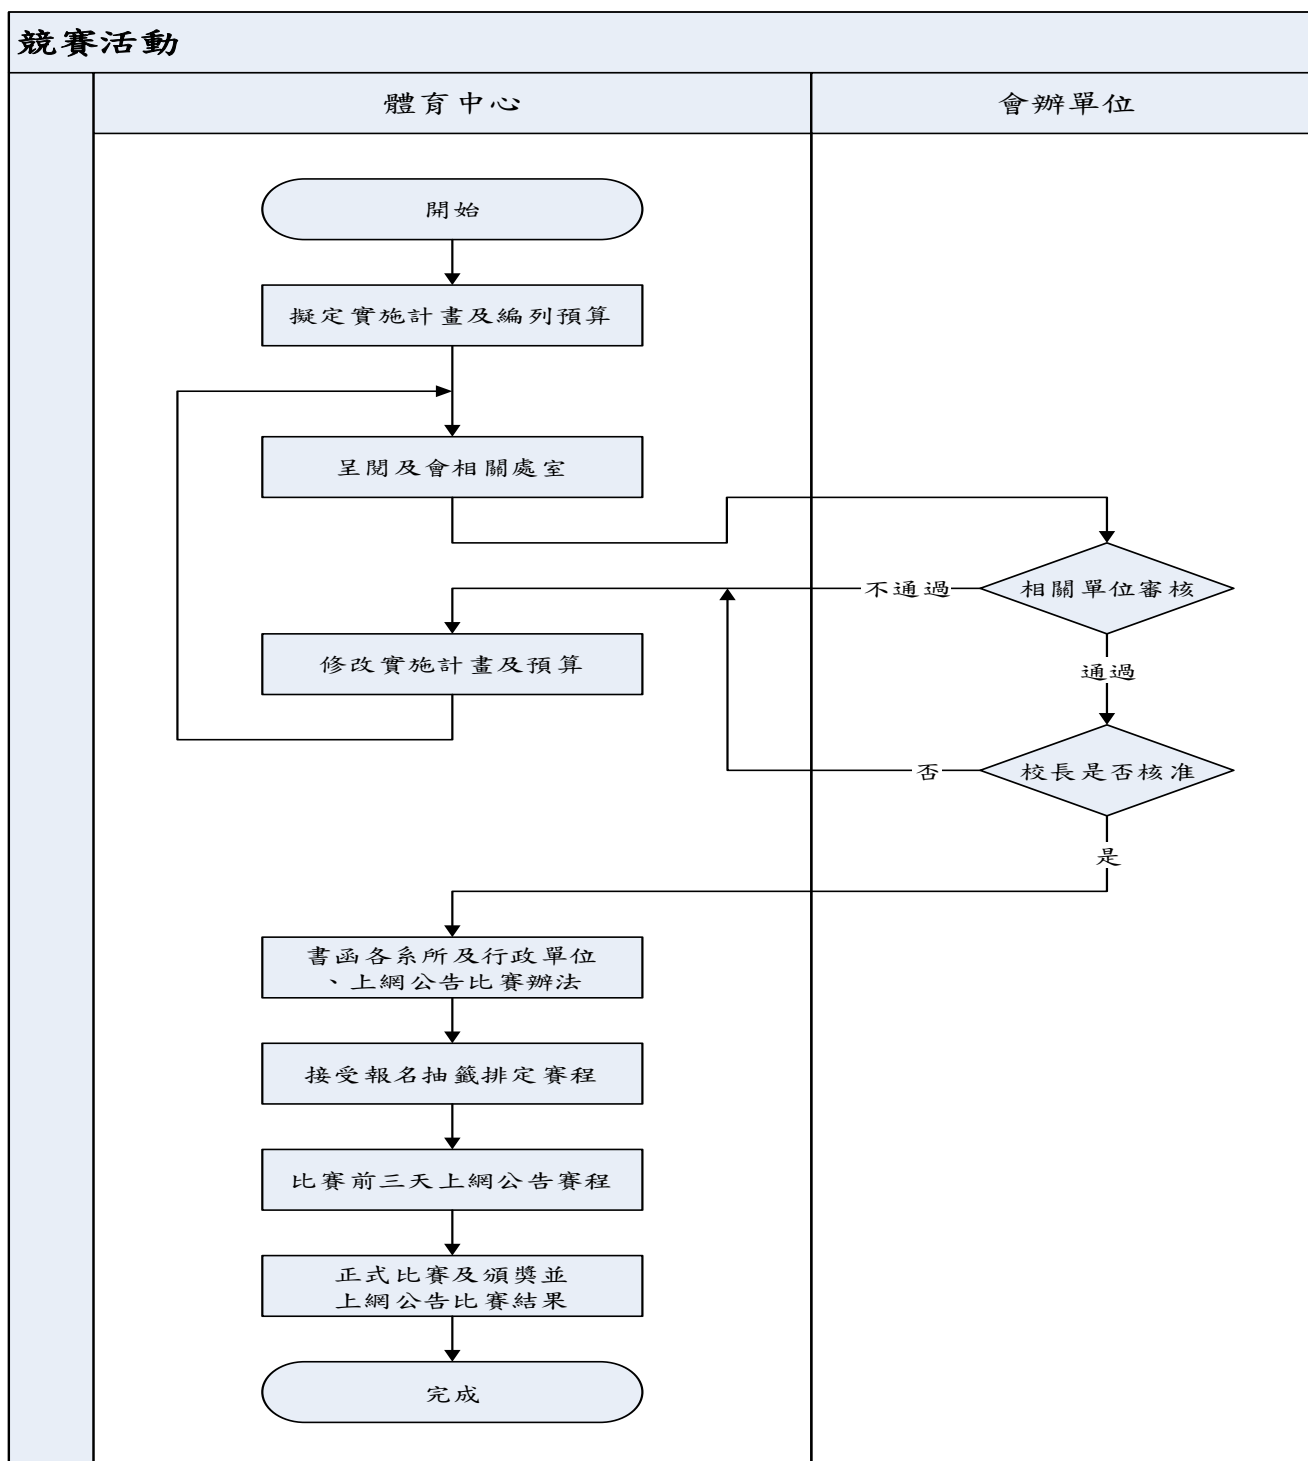 競賽活動
體育中心
會辦單位
開始
擬定實施計畫及編列預算
呈閱及會相關處室
相關單位審核
不通過
修改實施計畫及預算
通過
校長是否核准
否
是
書函各系所及行政單位
、上網公告比賽辦法
接受報名抽籤排定賽程
比賽前三天上網公告賽程
正式比賽及頒獎並
上網公告比賽結果
完成